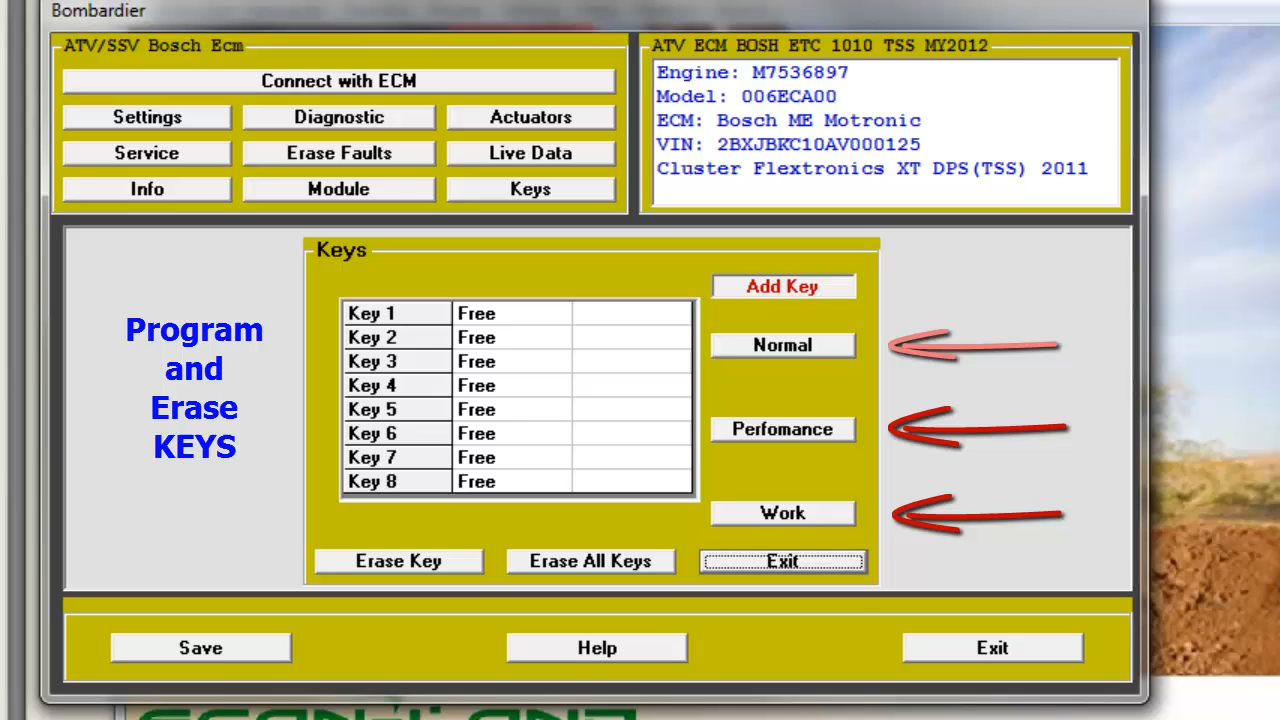 Bombardier
ATV/SSV Bosch Ecm
Connect with ECM
Settings Diagnostic Actuators
Service Erase Faults Live Data
Info Module Keys
ATV ECM BOSH ETC 1010 TSS MY2012
Engine: M7536897
Model: 006ECA00
ECM: Bosch ME Motronic
VIN: 2BXJBKC10AV000125
Cluster Flextronics XT DPS(TSS) 2011
Program
and
Erase
KEYS
Keys
Key 1 Free
Key 2 Free
Key 3 Free
Key 4 Free
Key 5 Free
Key 6 Free
Key 7 Free
Key 8 Free
Add Key
Normal
Perfomance
Work
Erase Key Erase All Keys Exit
Save Help Exit